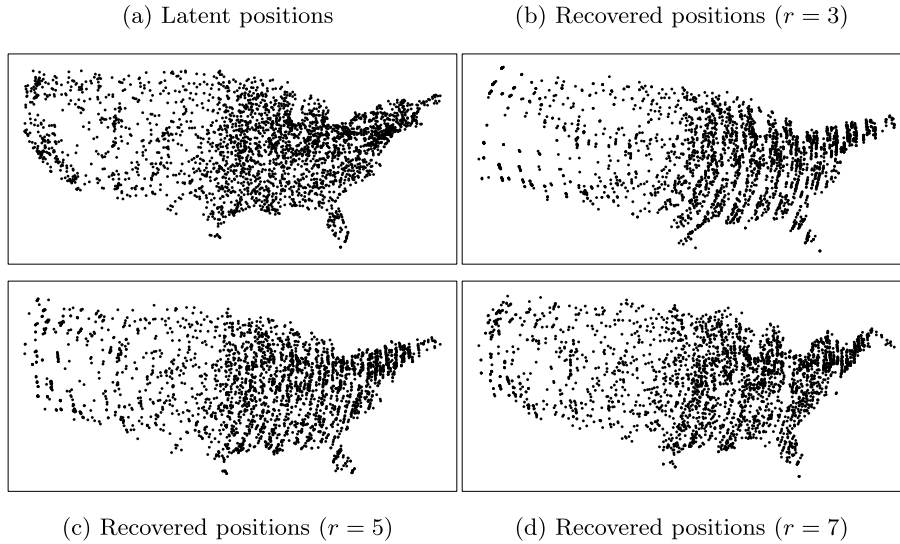 (a) Latent positions
(b) Recovered positions (r = 3)
(c) Recovered positions (r = 5)
(d) Recovered positions (r = 7)